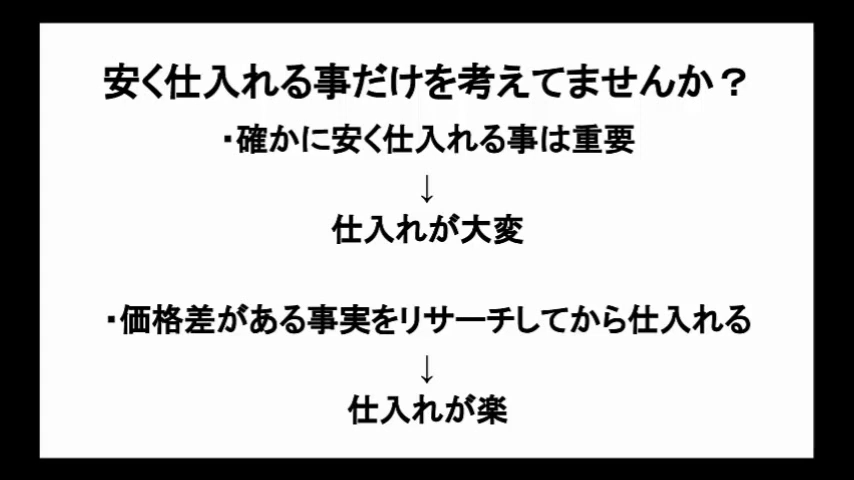 安く仕入れる事だけを考えてませんか？
・確かに安く仕入れる事は重要
↓
仕入れが大変
・価格差がある事実をリサーチしてから仕入れる
↓
仕入れが楽